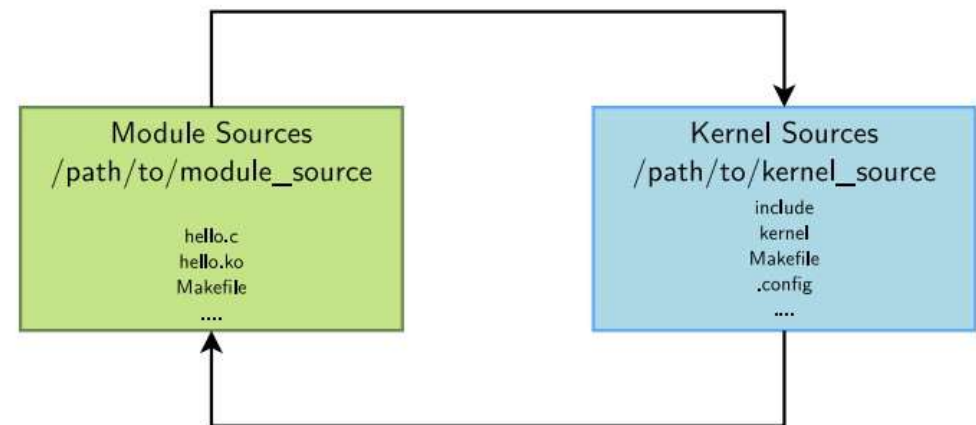 Module Sources
/path/to/module_source
hello.c
hello.ko
Makefile
....
Kernel Sources
/path/to/kernel_source
include
kernel
Makefile
.config
....